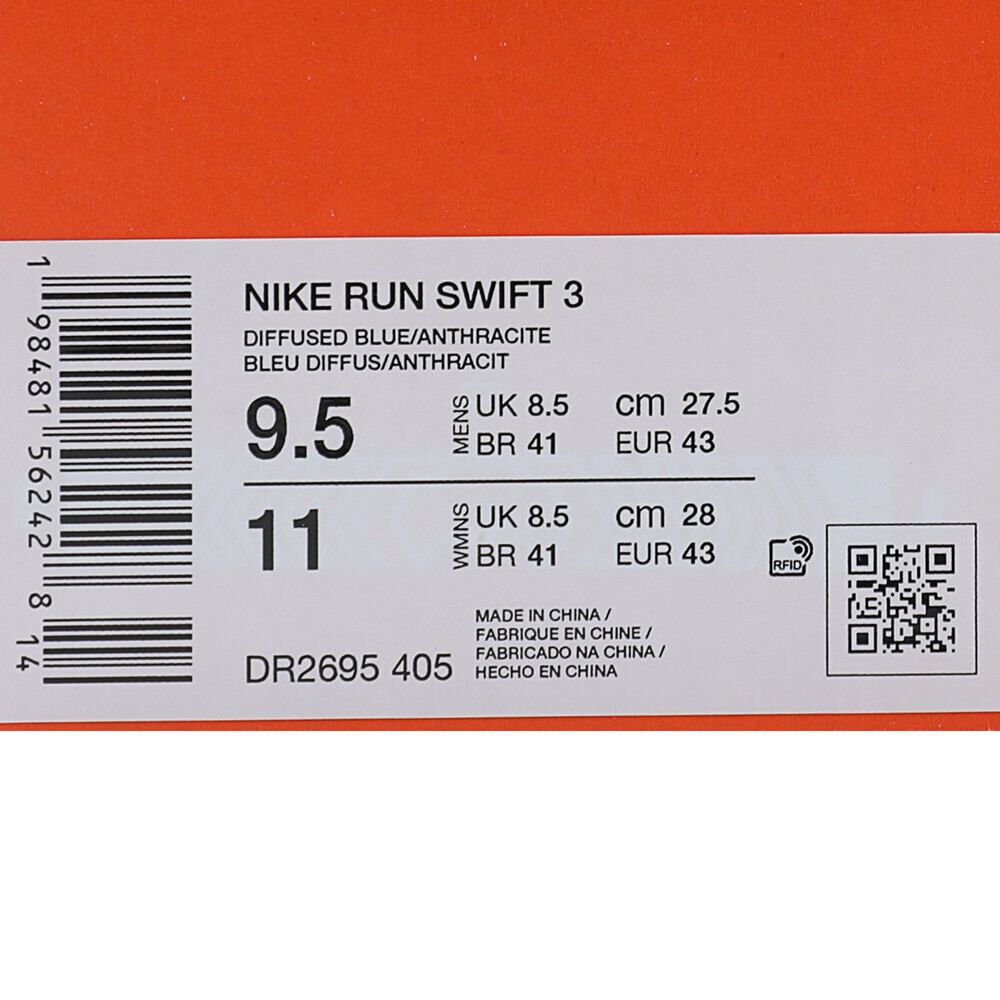 NIKE RUN SWIFT 3
DIFFUSED BLUE/ANTHRACITE
BLEU DIFFUS/ANTHRACIT
9.5
MENS
UK 8.5 cm 27.5
BR 41 EUR 43
11
WMNS
UK 8.5 cm 28
BR 41 EUR 43
RFID
MADE IN CHINA /
FABRIQUE EN CHINE /
FABRICADO NA CHINA /
HECHO EN CHINA
DR2695 405
1 98481 56242 8 14